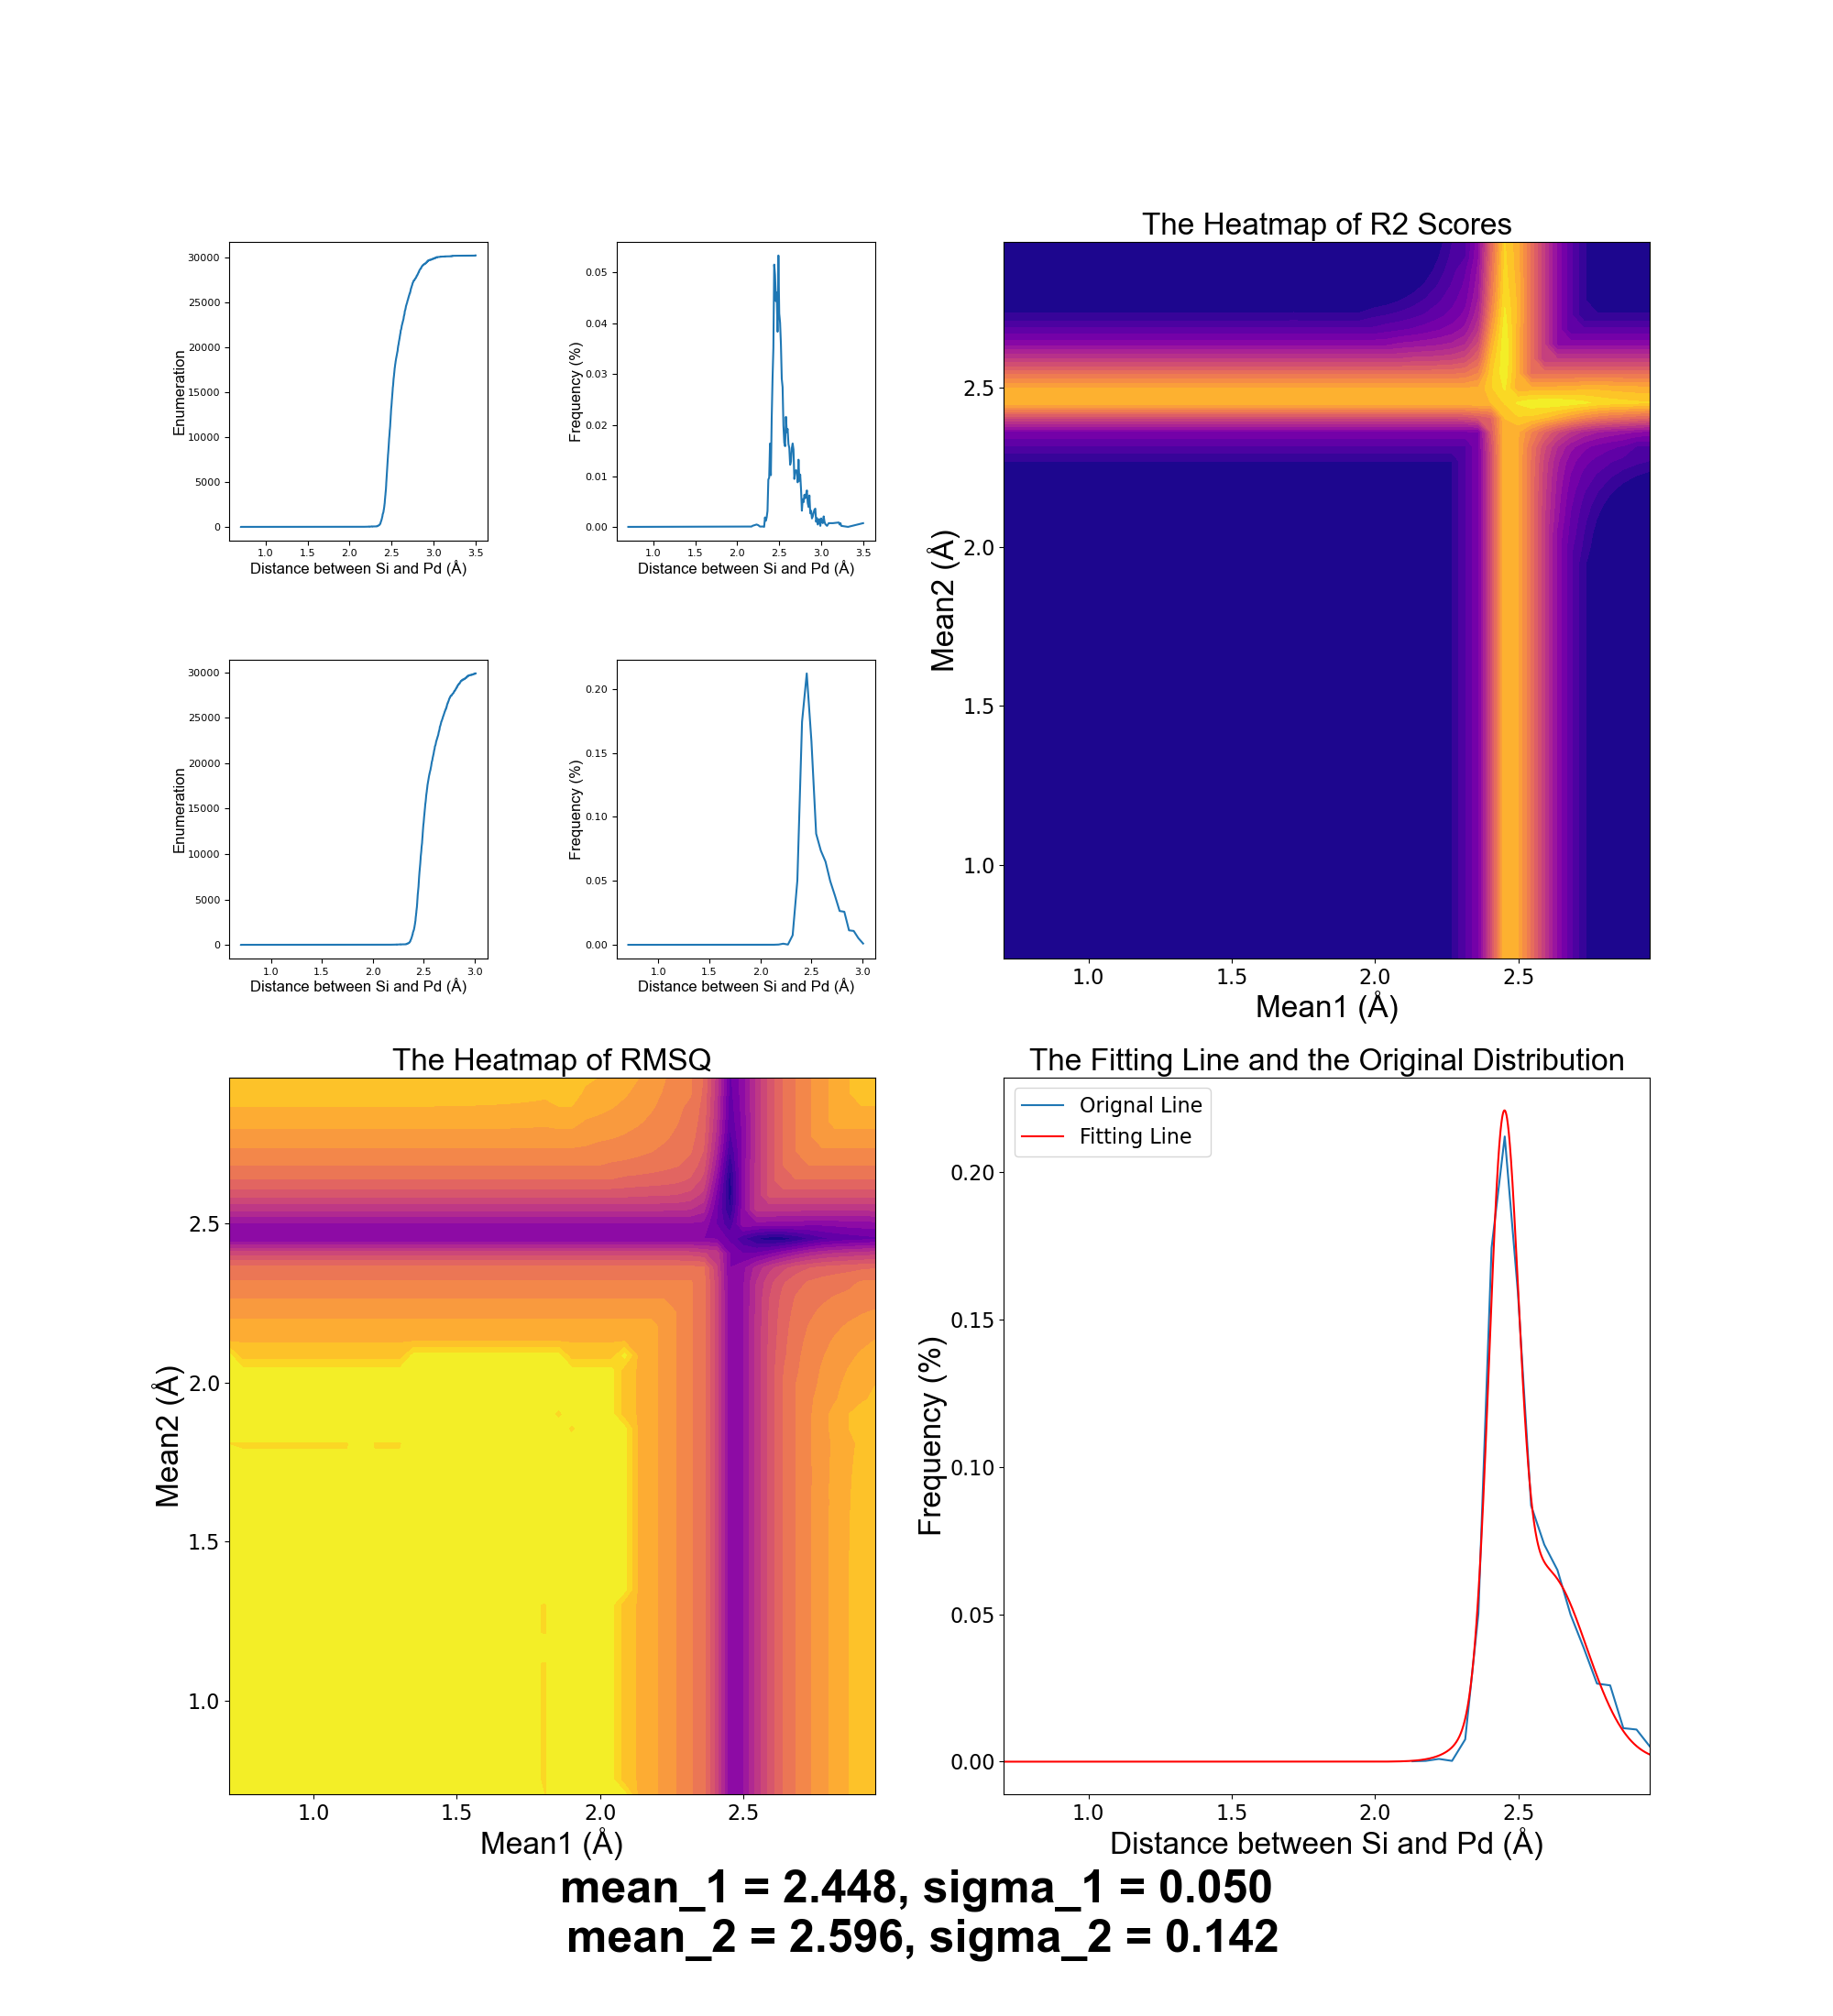 30000
25000
20000
15000
10000
5000
0
Enumeration
1.0 1.5 2.0 2.5 3.0 3.5
Distance between Si and Pd (Å)
0.05
0.04
0.03
0.02
0.01
0.00
Frequency (%)
1.0 1.5 2.0 2.5 3.0 3.5
Distance between Si and Pd (Å)
30000
25000
20000
15000
10000
5000
0
Enumeration
1.0 1.5 2.0 2.5 3.0
Distance between Si and Pd (Å)
0.20
0.15
0.10
0.05
0.00
Frequency (%)
1.0 1.5 2.0 2.5 3.0
Distance between Si and Pd (Å)
The Heatmap of R2 Scores
2.5
2.0
1.5
1.0
Mean2 (Å)
1.0 1.5 2.0 2.5
Mean1 (Å)
The Heatmap of RMSQ
2.5
2.0
1.5
1.0
Mean2 (Å)
1.0 1.5 2.0 2.5
Mean1 (Å)
The Fitting Line and the Original Distribution
Orignal Line
Fitting Line
0.20
0.15
0.10
0.05
0.00
Frequency (%)
1.0 1.5 2.0 2.5
Distance between Si and Pd (Å)
mean_1 = 2.448, sigma_1 = 0.050
mean_2 = 2.596, sigma_2 = 0.142